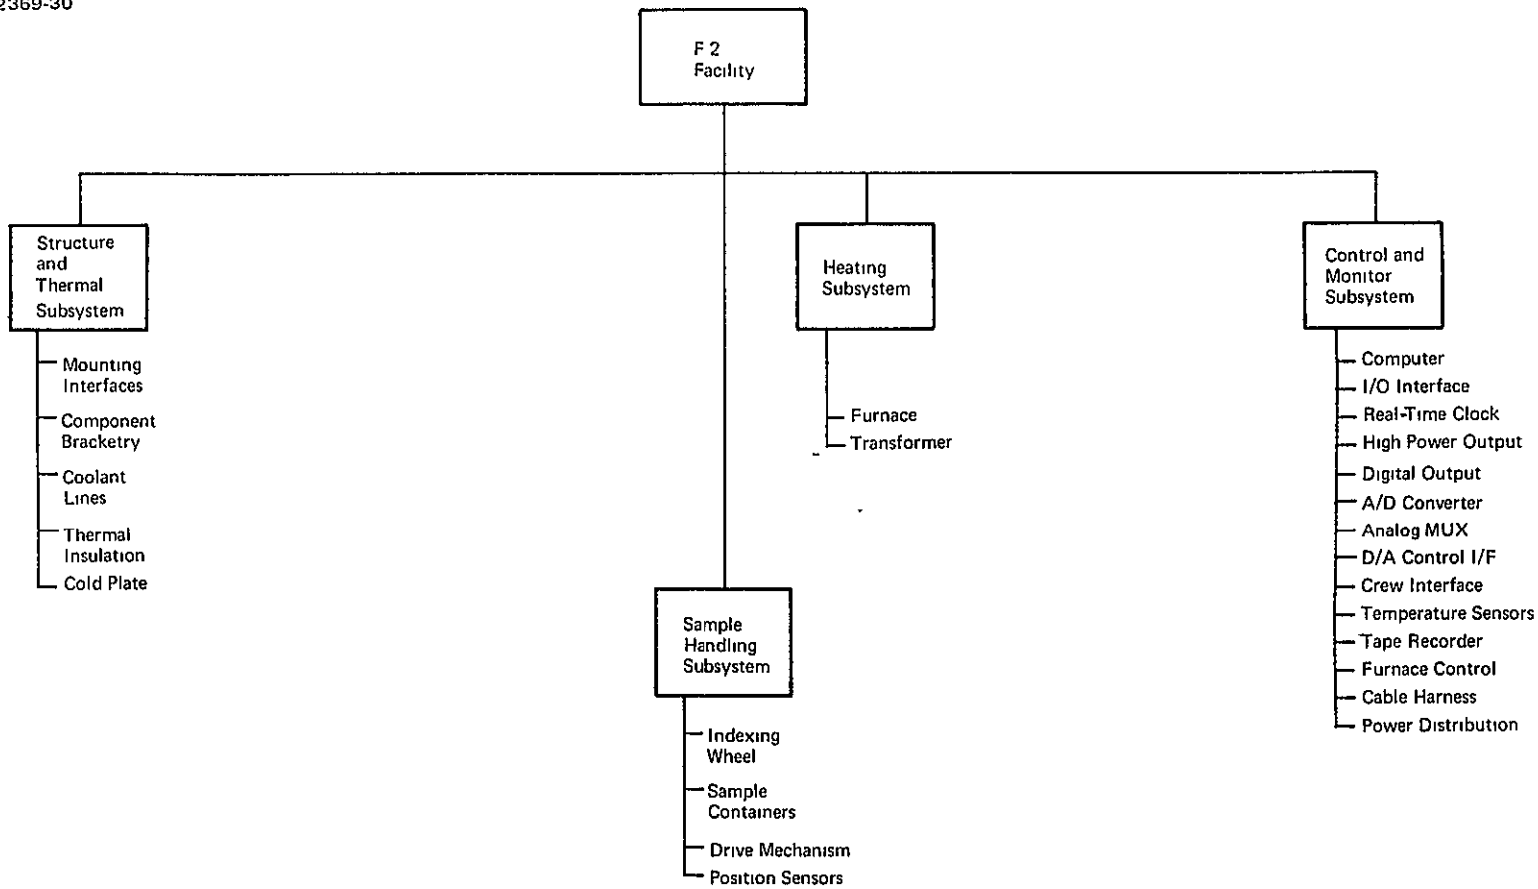 2369-30
F 2
Facility
Structure
and
Thermal
Subsystem
Mounting
Interfaces
Component
Bracketry
Coolant
Lines
Thermal
Insulation
Cold Plate
Heating
Subsystem
Furnace
Transformer
Control and
Monitor
Subsystem
Computer
I/O Interface
Real-Time Clock
High Power Output
Digital Output
A/D Converter
Analog MUX
D/A Control I/F
Crew Interface
Temperature Sensors
Tape Recorder
Furnace Control
Cable Harness
Power Distribution
Sample
Handling
Subsystem
Indexing
Wheel
Sample
Containers
Drive Mechanism
Position Sensors